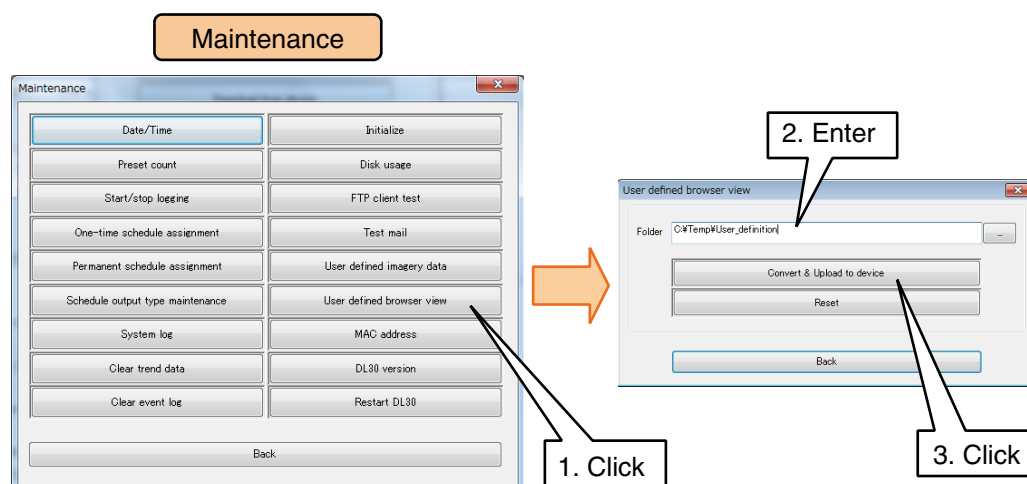 Maintenance
Maintenance
Date/Time
Initialize
Preset count
Disk usage
Start/stop logging
FTP client test
One-time schedule assignment
Test mail
Permanent schedule assignment
User defined imagery data
Schedule output type maintenance
User defined browser view
System log
MAC address
Clear trend data
DL30 version
Clear event log
Restart DL30
Back
1. Click
2. Enter
User defined browser view
Folder
C:¥Temp¥User_definition
..
Convert & Upload to device
Reset
Back
3. Click